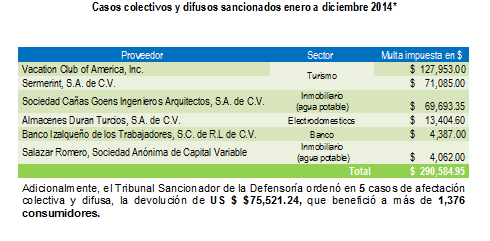 Casos colectivos y difusos sancionados enero a diciembre 2014*
Proveedor Sector Multa impuesta en $
Vacation Club of America, Inc. Turismo $ 127,953.00
Sermerint, S.A. de C.V. $ 71,085.00
Sociedad Cañas Goens Ingenieros Arquitectos, S.A. de C.V. Inmobiliario (agua potable) $ 69,693.35
Almacenes Duran Turcios, S.A. de C.V. Electrodomesticos $ 13,404.60
Banco Izalqueño de los Trabajadores, S.C. de R.L de C.V. Banco $ 4,387.00
Salazar Romero, Sociedad Anónima de Capital Variable Inmobiliario (agua potable) $ 4,062.00
Total $ 290,584.95
Adicionalmente, el Tribunal Sancionador de la Defensoría ordenó en 5 casos de afectación
colectiva y difusa, la devolución de US $ $75,521.24, que benefició a más de 1,376
consumidores.